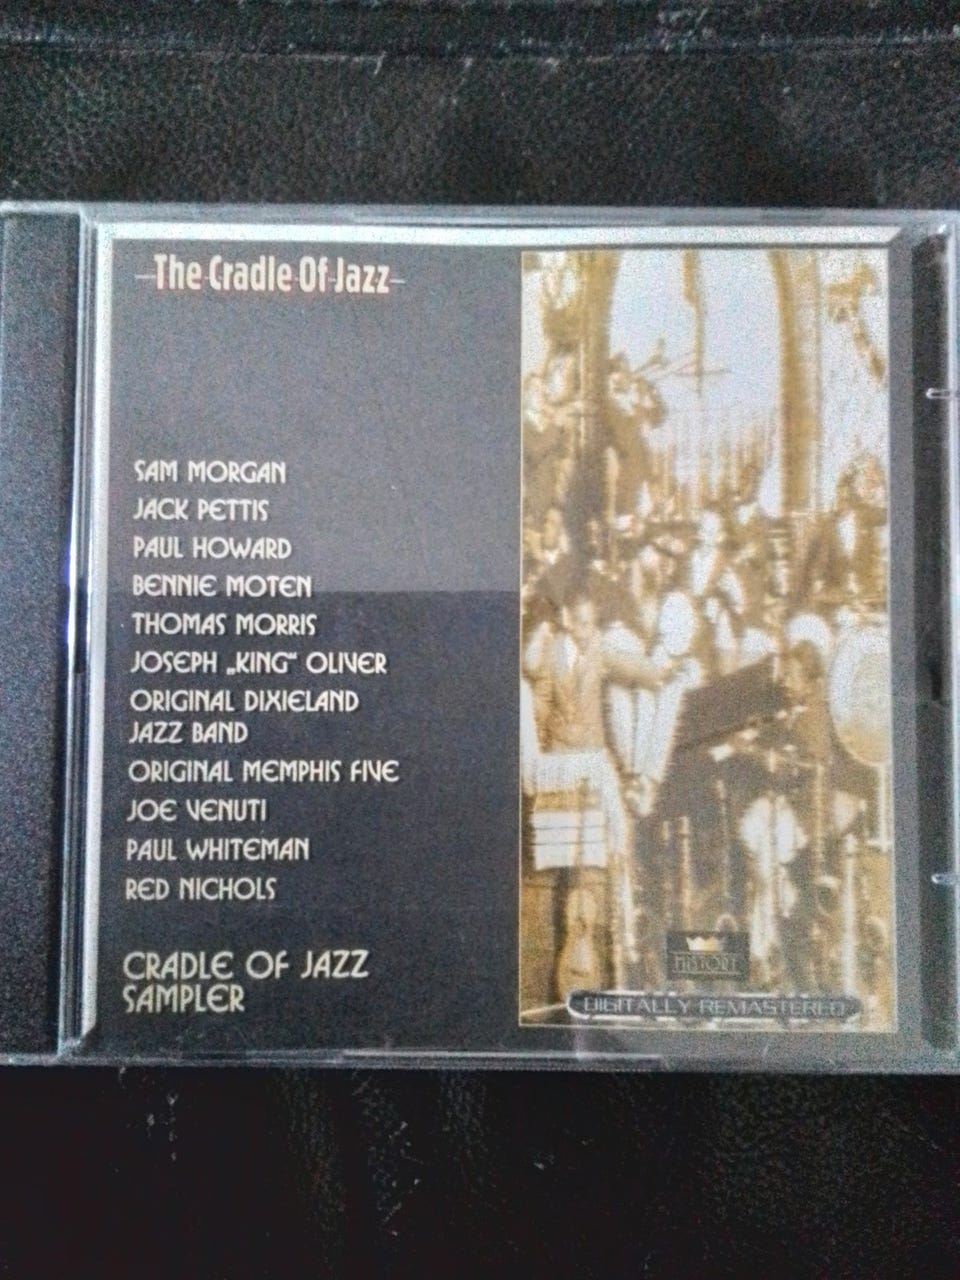 The Cradle Of Jazz
SAM MORGAN
JACK PETTIS
PAUL HOWARD
BENNIE MOTEN
THOMAS MORRIS
JOSEPH „KING“ OLIVER
ORIGINAL DIXIELAND
JAZZ BAND
ORIGINAL MEMPHIS FIVE
JOE VENUTI
PAUL WHITEMAN
RED NICHOLS
CRADLE OF JAZZ
SAMPLER
HISTORY
DIGITALLY REMASTERED